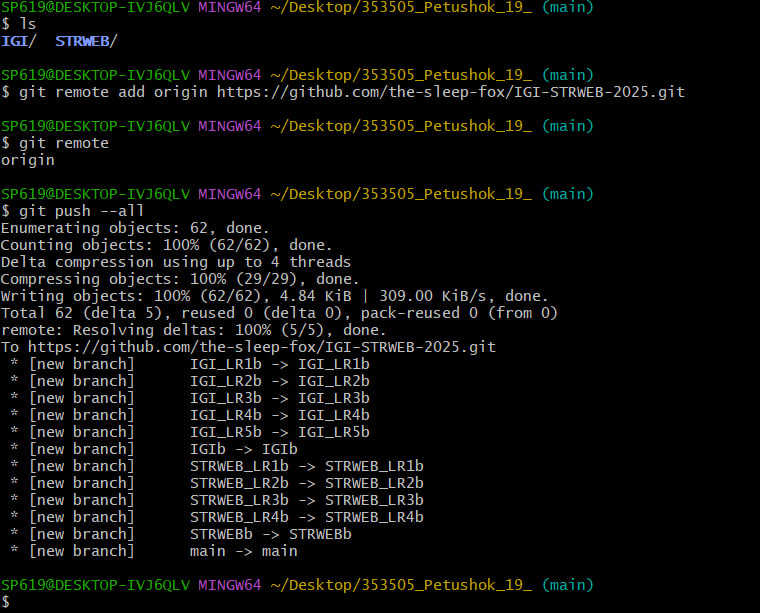 SP619@DESKTOP-IVJ6QLV MINGW64 ~/Desktop/353505_Petushok_19_ (main)
$ ls
IGI/  STRWEB/
SP619@DESKTOP-IVJ6QLV MINGW64 ~/Desktop/353505_Petushok_19_ (main)
$ git remote add origin https://github.com/the-sleep-fox/IGI-STRWEB-2025.git
SP619@DESKTOP-IVJ6QLV MINGW64 ~/Desktop/353505_Petushok_19_ (main)
$ git remote
origin
SP619@DESKTOP-IVJ6QLV MINGW64 ~/Desktop/353505_Petushok_19_ (main)
$ git push --all
Enumerating objects: 62, done.
Counting objects: 100% (62/62), done.
Delta compression using up to 4 threads
Compressing objects: 100% (29/29), done.
Writing objects: 100% (62/62), 4.84 KiB | 309.00 KiB/s, done.
Total 62 (delta 5), reused 0 (delta 0), pack-reused 0 (from 0)
remote: Resolving deltas: 100% (5/5), done.
To https://github.com/the-sleep-fox/IGI-STRWEB-2025.git
 * [new branch]      IGI_LR1b -> IGI_LR1b
 * [new branch]      IGI_LR2b -> IGI_LR2b
 * [new branch]      IGI_LR3b -> IGI_LR3b
 * [new branch]      IGI_LR4b -> IGI_LR4b
 * [new branch]      IGI_LR5b -> IGI_LR5b
 * [new branch]      IGIb -> IGIb
 * [new branch]      STRWEB_LR1b -> STRWEB_LR1b
 * [new branch]      STRWEB_LR2b -> STRWEB_LR2b
 * [new branch]      STRWEB_LR3b -> STRWEB_LR3b
 * [new branch]      STRWEB_LR4b -> STRWEB_LR4b
 * [new branch]      STRWEBb -> STRWEBb
 * [new branch]      main -> main
SP619@DESKTOP-IVJ6QLV MINGW64 ~/Desktop/353505_Petushok_19_ (main)
$